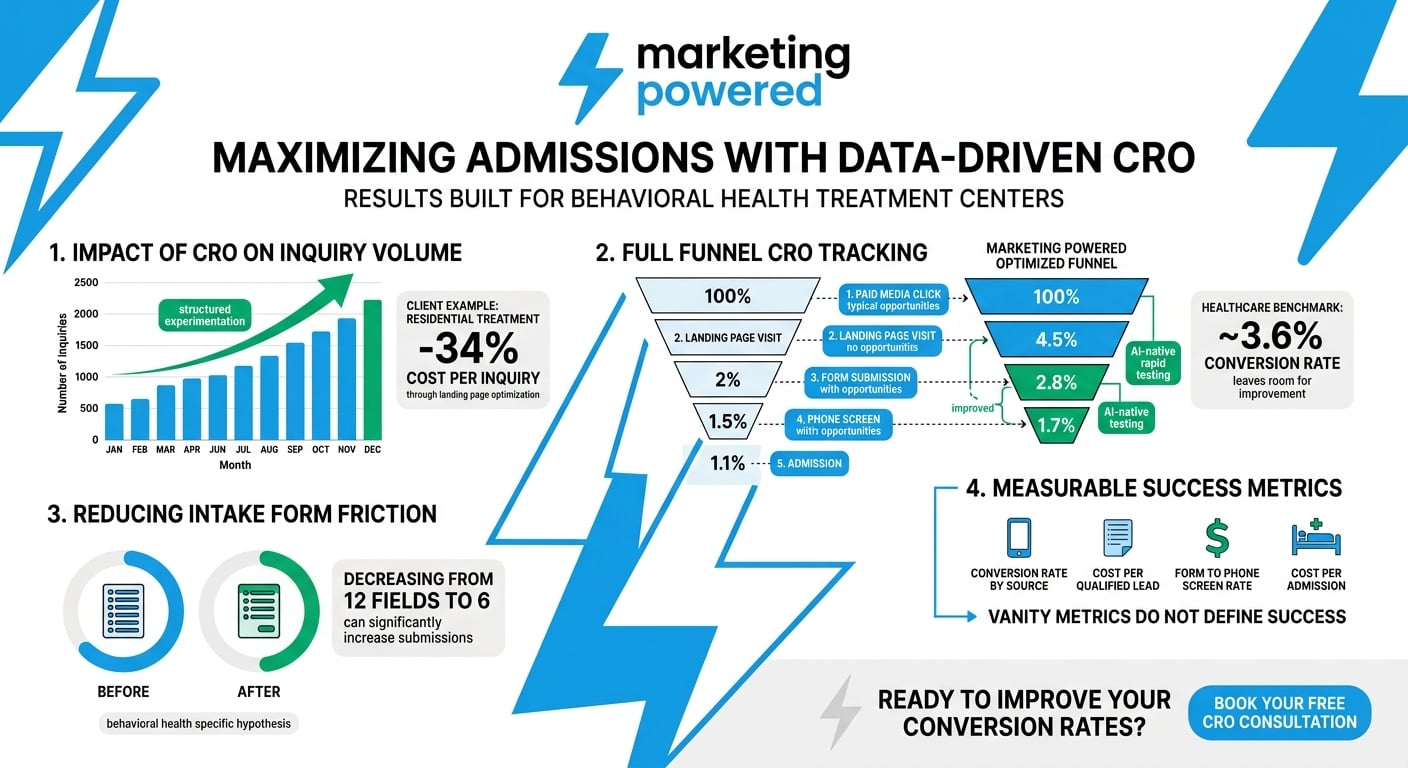 marketing
powered
MAXIMIZING ADMISSIONS WITH DATA-DRIVEN CRO
RESULTS BUILT FOR BEHAVIORAL HEALTH TREATMENT CENTERS
1. IMPACT OF CRO ON INQUIRY VOLUME
Number of Inquiries
2500
2000
1500
1000
500
0
structured
experimentation
JAN FEB MAR APR JUN JUL AUG SEP OCT NOV DEC
Month
CLIENT EXAMPLE:
RESIDENTIAL TREATMENT
-34%
COST PER INQUIRY
through landing page optimization
2. FULL FUNNEL CRO TRACKING
100%
2. LANDING PAGE VISIT
2%
1.5%
1.1%
1. PAID MEDIA CLICK
typical opportunities
2. LANDING PAGE VISIT
no opportunities
3. FORM SUBMISSION
with opportunities
4. PHONE SCREEN
with opportunities
5. ADMISSION
MARKETING POWERED
OPTIMIZED FUNNEL
100%
4.5%
2.8%
1.7%
improved
AI-native
rapid
testing
AI-native
testing
HEALTHCARE BENCHMARK:
~3.6%
CONVERSION RATE
leaves room for
improvement
3. REDUCING INTAKE FORM FRICTION
BEFORE
AFTER
DECREASING FROM
12 FIELDS TO 6
can significantly
increase submissions
behavioral health specific hypothesis
4. MEASURABLE SUCCESS METRICS
CONVERSION RATE
BY SOURCE
COST PER
QUALIFIED LEAD
$
FORM TO PHONE
SCREEN RATE
COST PER
ADMISSION
VANITY METRICS DO NOT DEFINE SUCCESS
READY TO IMPROVE YOUR
CONVERSION RATES?
BOOK YOUR FREE
CRO CONSULTATION